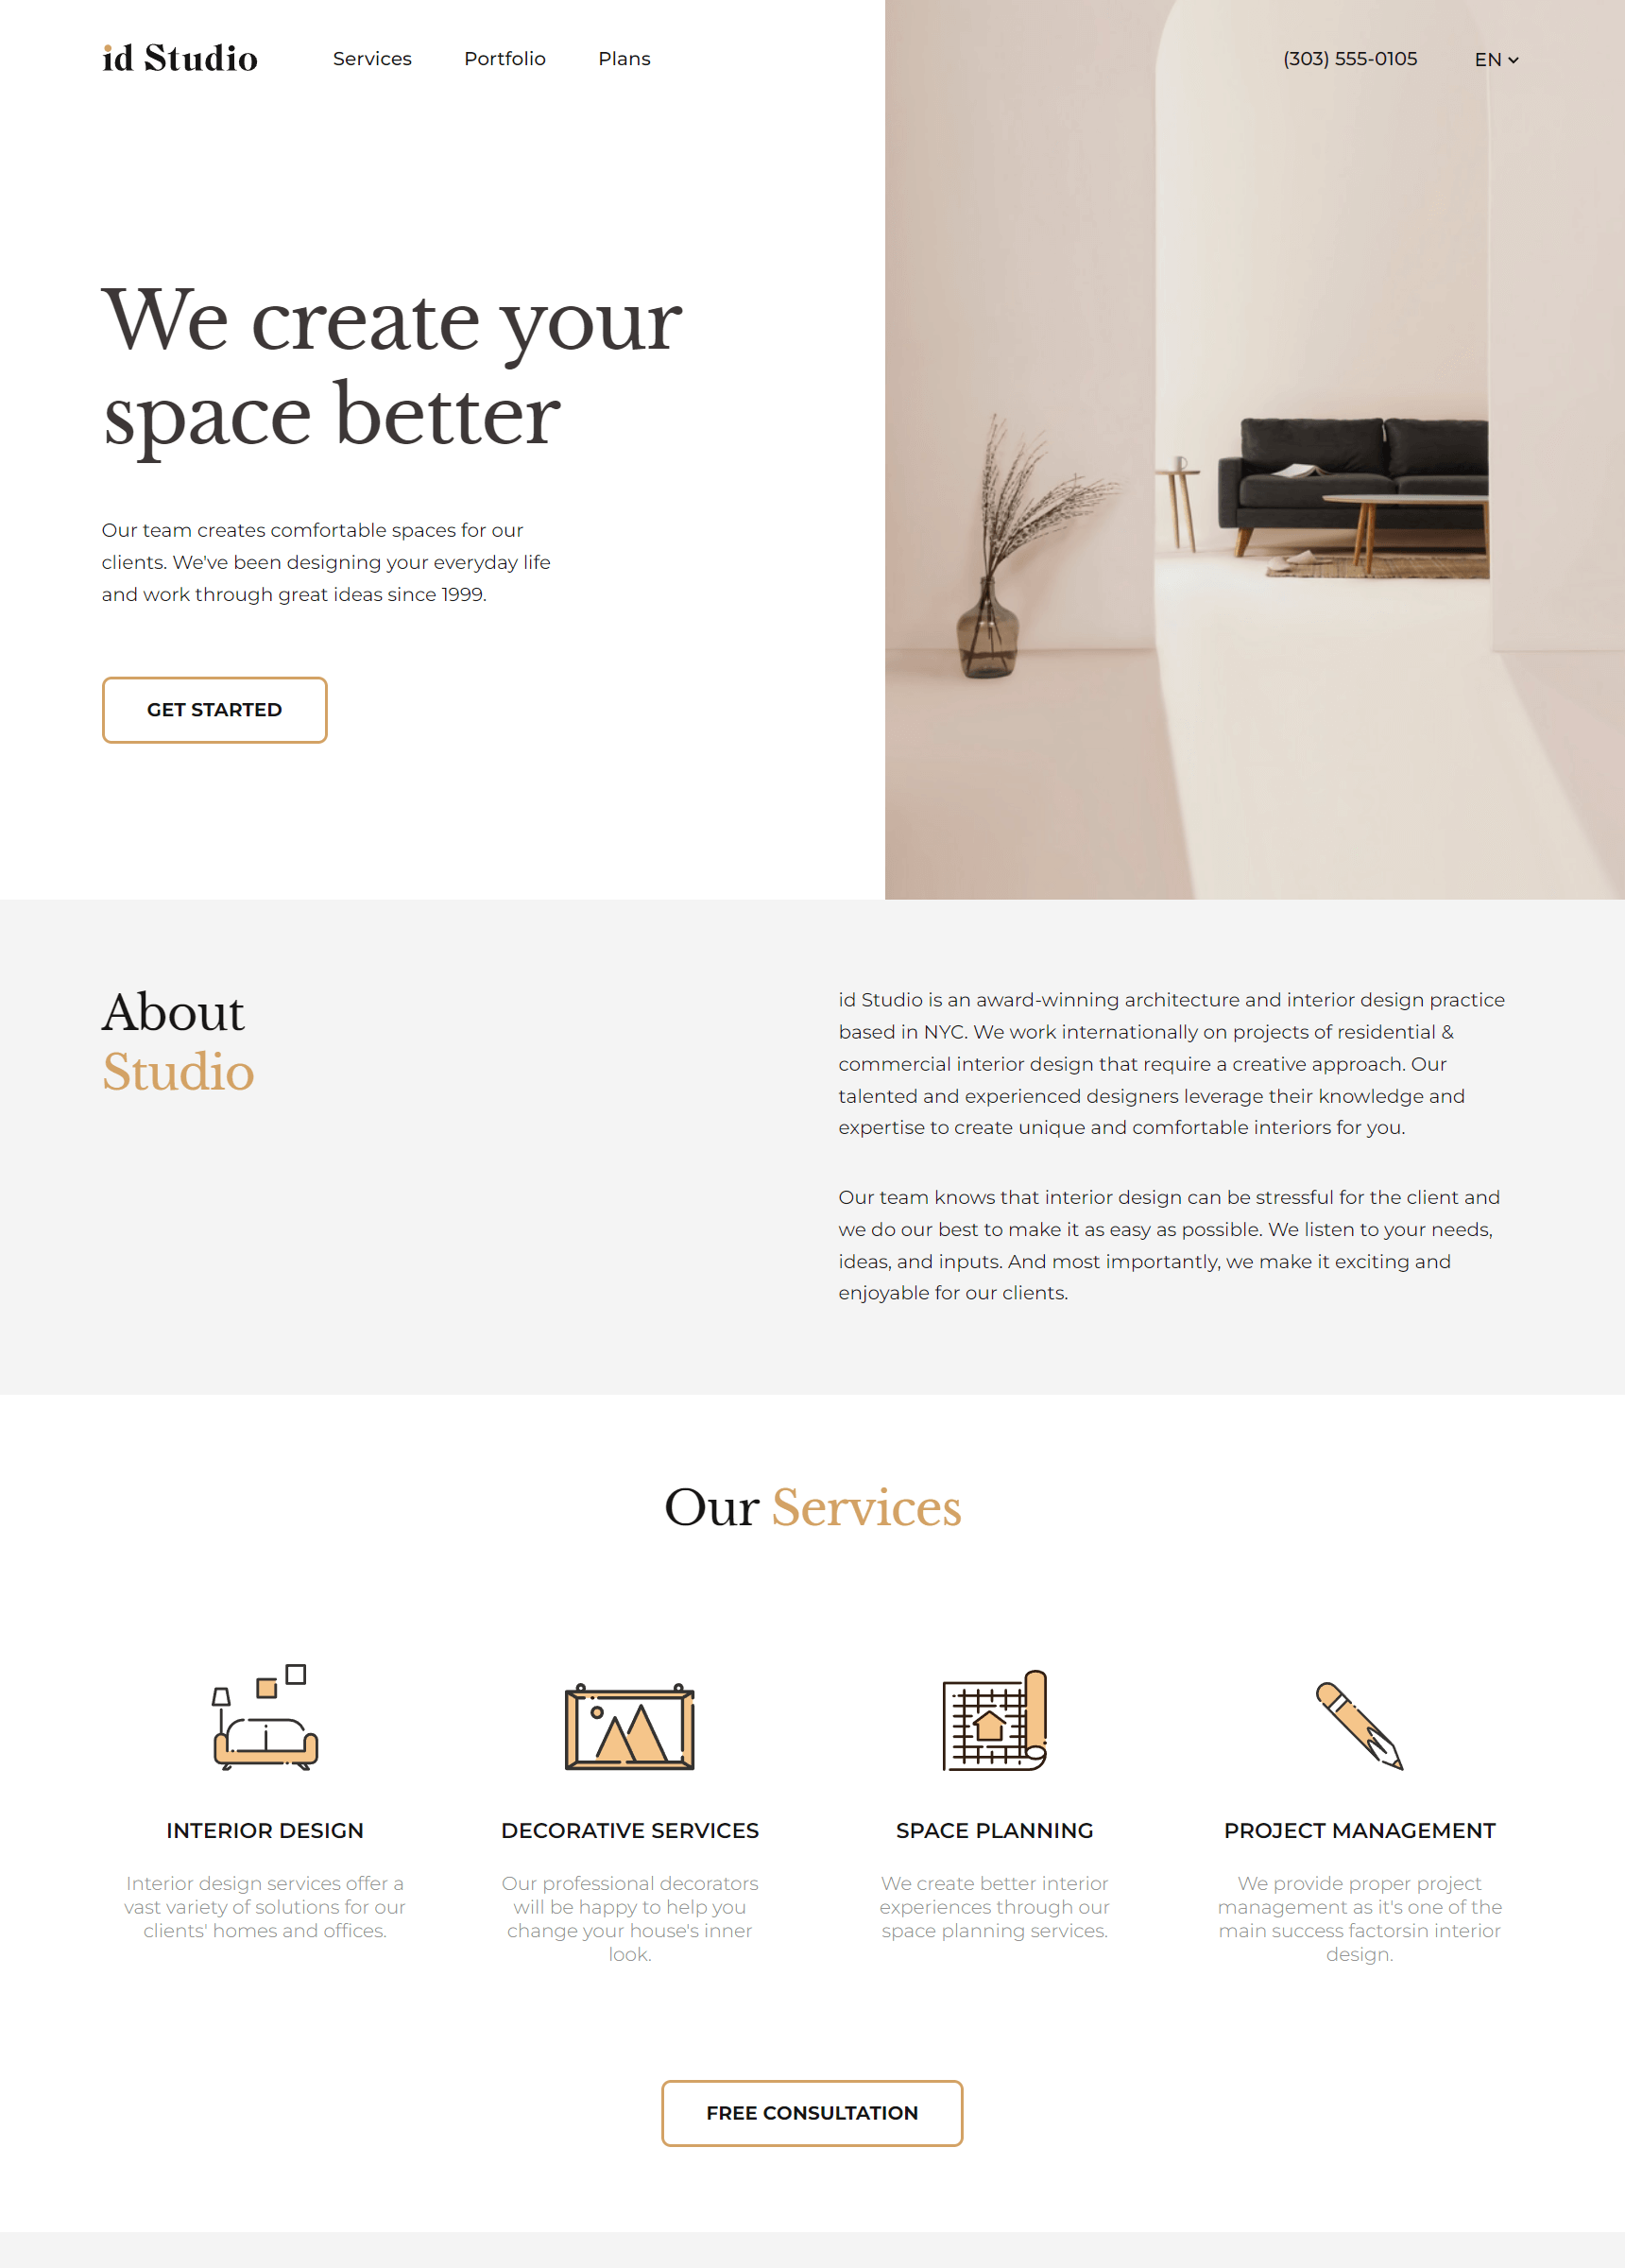 id Studio
Services
Portfolio
Plans
(303) 555-0105
EN
We create your
space better
Our team creates comfortable spaces for our
clients. We've been designing your everyday life
and work through great ideas since 1999.
GET STARTED
About
Studio
id Studio is an award-winning architecture and interior design practice
based in NYC. We work internationally on projects of residential &
commercial interior design that require a creative approach. Our
talented and experienced designers leverage their knowledge and
expertise to create unique and comfortable interiors for you.
Our team knows that interior design can be stressful for the client and
we do our best to make it as easy as possible. We listen to your needs,
ideas, and inputs. And most importantly, we make it exciting and
enjoyable for our clients.
Our Services
INTERIOR DESIGN
Interior design services offer a
vast variety of solutions for our
clients' homes and offices.
DECORATIVE SERVICES
Our professional decorators
will be happy to help you
change your house's inner
look.
SPACE PLANNING
We create better interior
experiences through our
space planning services.
PROJECT MANAGEMENT
We provide proper project
management as it's one of the
main success factorsin interior
design.
FREE CONSULTATION